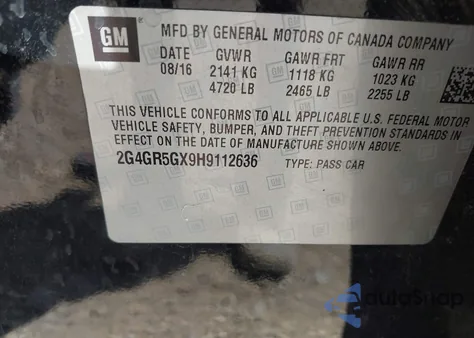 GM
MFD BY GENERAL MOTORS OF CANADA COMPANY
DATE GVWR GAWR FRT GAWR RR
08/16 2141 KG 1118 KG 1023 KG
4720 LB 2465 LB 2255 LB
THIS VEHICLE CONFORMS TO ALL APPLICABLE U.S. FEDERAL MOTOR
VEHICLE SAFETY, BUMPER, AND THEFT PREVENTION STANDARDS IN
EFFECT ON THE DATE OF MANUFACTURE SHOWN ABOVE.
2G4GR5GX9H9112636 TYPE: PASS CAR
AutoSnap